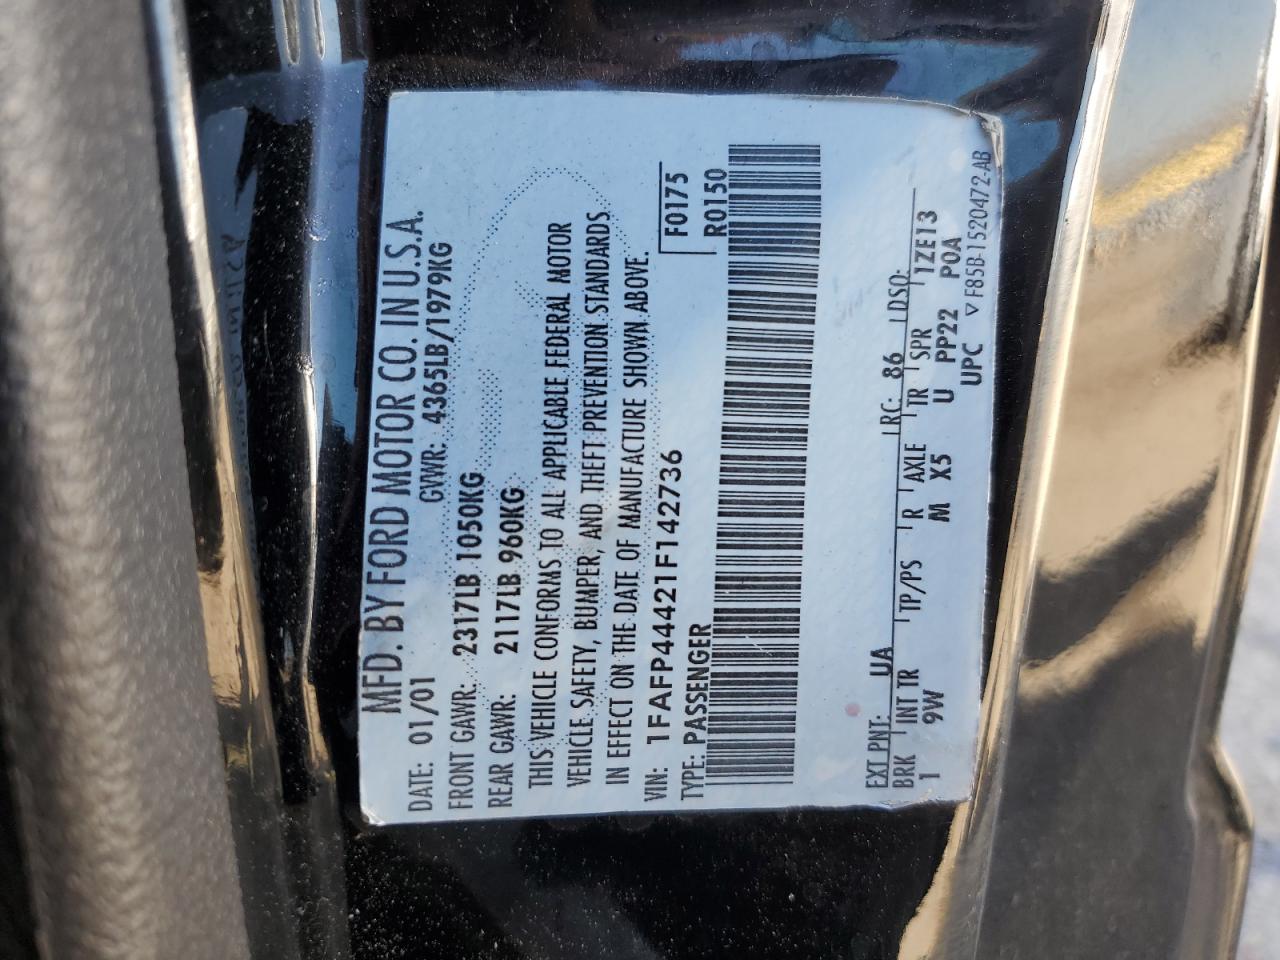 MFD. BY FORD MOTOR CO. IN U.S.A.
DATE: 01/01 GVWR: 4365LB/1979KG
FRONT GAWR: 2317LB 1050KG
REAR GAWR: 2117LB 960KG
THIS VEHICLE CONFORMS TO ALL APPLICABLE FEDERAL MOTOR
VEHICLE SAFETY, BUMPER, AND THEFT PREVENTION STANDARDS
IN EFFECT ON THE DATE OF MANUFACTURE SHOWN ABOVE.
VIN: 1FAFP44421F142736 F0175
TYPE: PASSENGER R0150
EXT PNT: UA RC: 86 DSO:
BRK INT TR TP/PS R AXLE TR SPR 1ZE13
1 9W M X5 U PP22 P0A
UPC ▽ F85B-1520472-AB